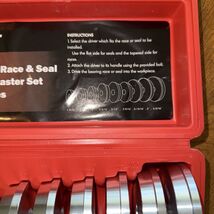 INSTRUCTIONS
1.Select the driver which fits the race or seal to be
installed.
Use the flat side for seals and the tapered side for
races.
2. Attach the driver to its handle using the provided bolt.
3. Drive the bearing race or seal into the workpiece.
Race & Seal
aster Set
es